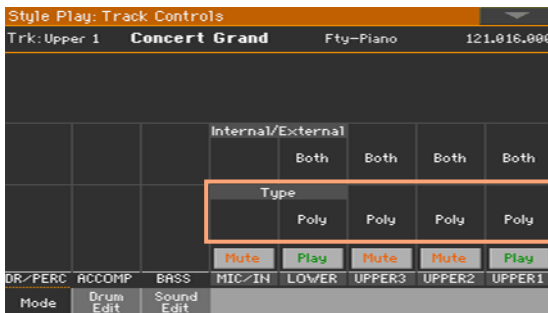 Style Play: Track Controls
Trk:Upper 1 Concert Grand Fty-Piano 121.016.000
Internal/External
Both Both Both Both
Type
Poly Poly Poly Poly
Mute Play Mute Mute Play
DR/PERC ACCOMP BASS MIC/IN LOWER UPPER3 UPPER2 UPPER1
Mode Drum Edit Sound Edit